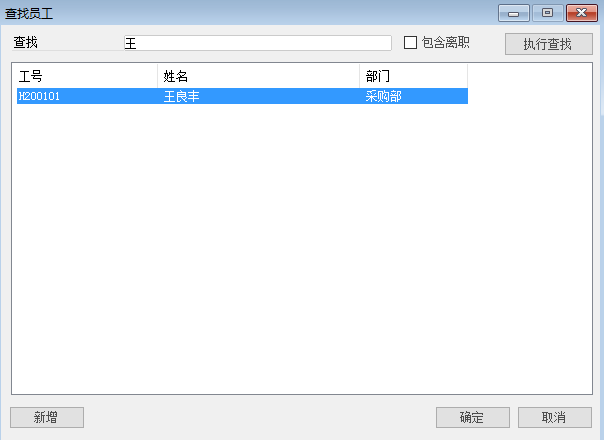 查找员工
查找 王 包含离职 执行查找
工号 姓名 部门
H200101 王良丰 采购部
新增 确定 取消